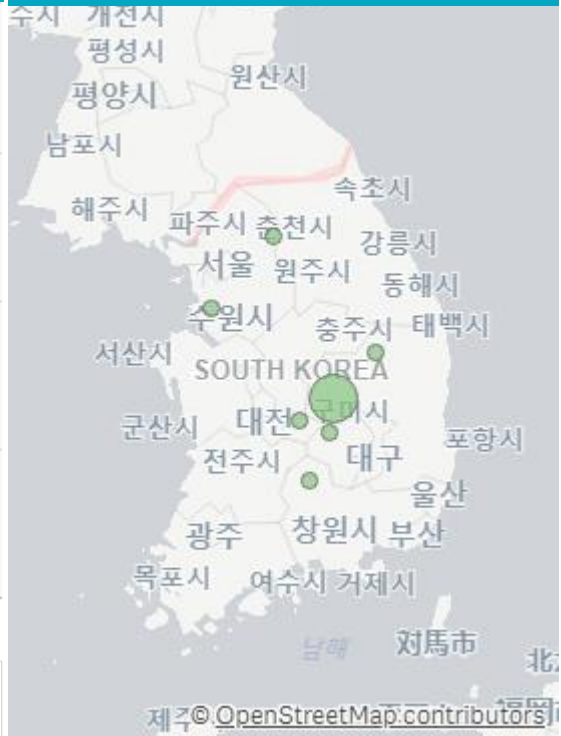 개천시
평성시
원산시
평양시
남포시
속초시
해주시
파주시 춘천시
강릉시
서울 원주시
동해시
수원시
충주시 태백시
서산시
SOUTH KOREA
구미시
대전
군산시
포항시
전주시 대구
울산
광주 창원시 부산
목포시 여수시 거제시
남해 対馬市
© OpenStreetMap contributors